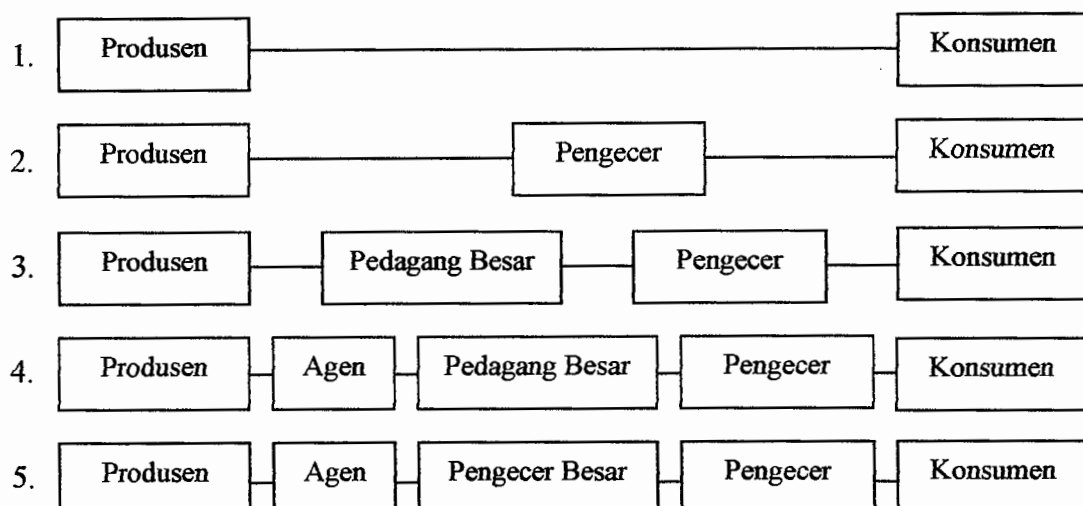 1. Produsen Konsumen
2. Produsen Pengecer Konsumen
3. Produsen Pedagang Besar Pengecer Konsumen
4. Produsen Agen Pedagang Besar Pengecer Konsumen
5. Produsen Agen Pengecer Besar Pengecer Konsumen